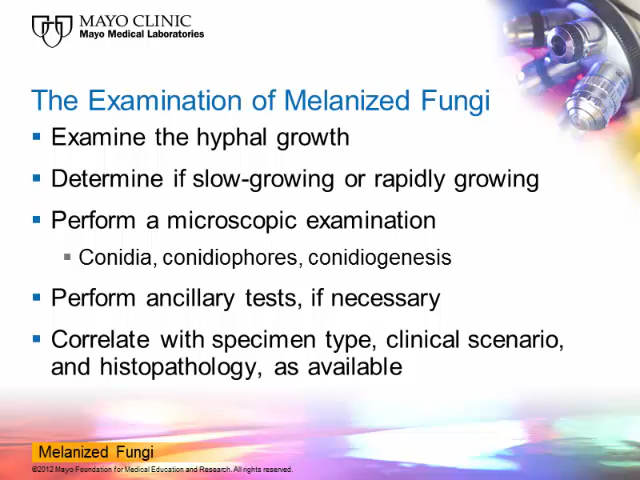 MAYO CLINIC
Mayo Medical Laboratories
The Examination of Melanized Fungi
Examine the hyphal growth
Determine if slow-growing or rapidly growing
Perform a microscopic examination
Conidia, conidiophores, conidiogenesis
Perform ancillary tests, if necessary
Correlate with specimen type, clinical scenario,
and histopathology, as available
Melanized Fungi
©2012 Mayo Foundation for Medical Education and Research. All rights reserved.